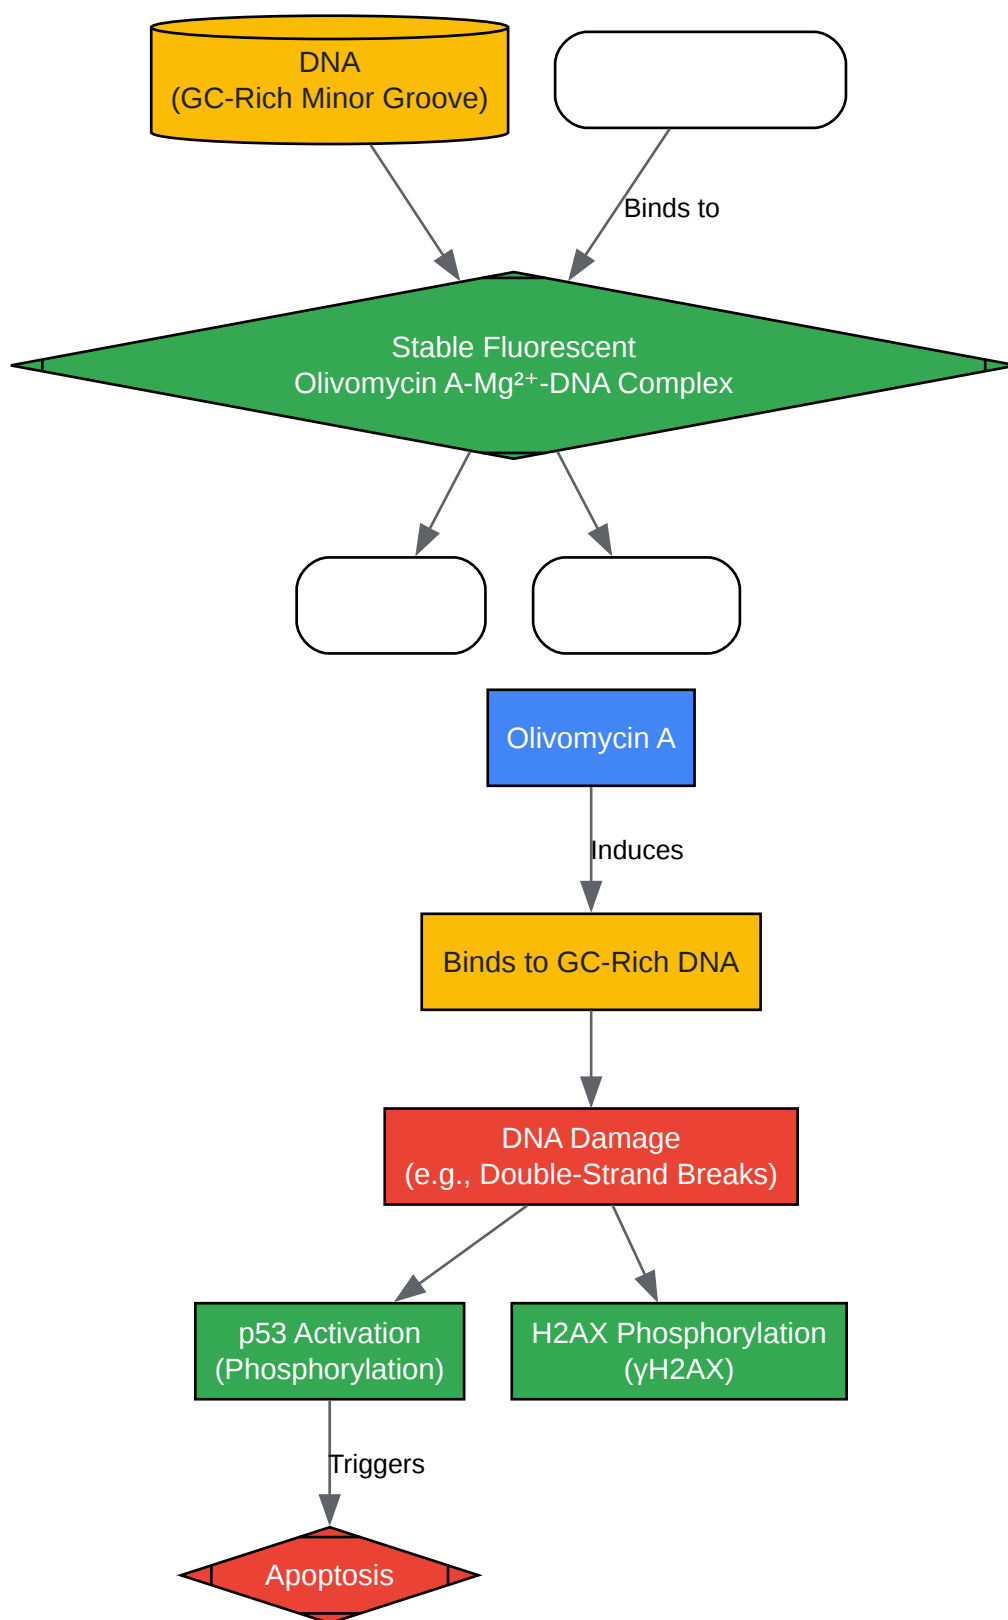 DNA
(GC-Rich Minor Groove)
Binds to
Stable Fluorescent
Olivomycin A-Mg²⁺-DNA Complex
Olivomycin A
Induces
Binds to GC-Rich DNA
DNA Damage
(e.g., Double-Strand Breaks)
p53 Activation
(Phosphorylation)
H2AX Phosphorylation
(γH2AX)
Triggers
Apoptosis